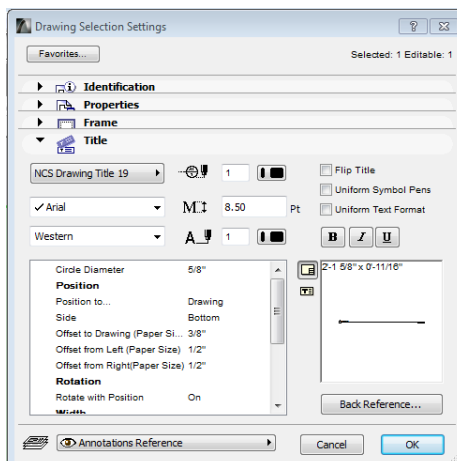 Drawing Selection Settings
Favorites...
Selected: 1 Editable: 1
Identification
Properties
Frame
Title
NCS Drawing Title 19
1
Flip Title
Uniform Symbol Pens
Arial
M
8.50
Pt
Uniform Text Format
Western
A
1
B I U
Circle Diameter 5/8"
Position
Position to... Drawing
Side Bottom
Offset to Drawing (Paper Si... 3/8"
Offset from Left (Paper Size) 1/2"
Offset from Right(Paper Size) 1/2"
Rotation
Rotate with Position On
Width
2'-1 5/8" x 0'-11/16"
Back Reference...
Annotations Reference
Cancel
OK